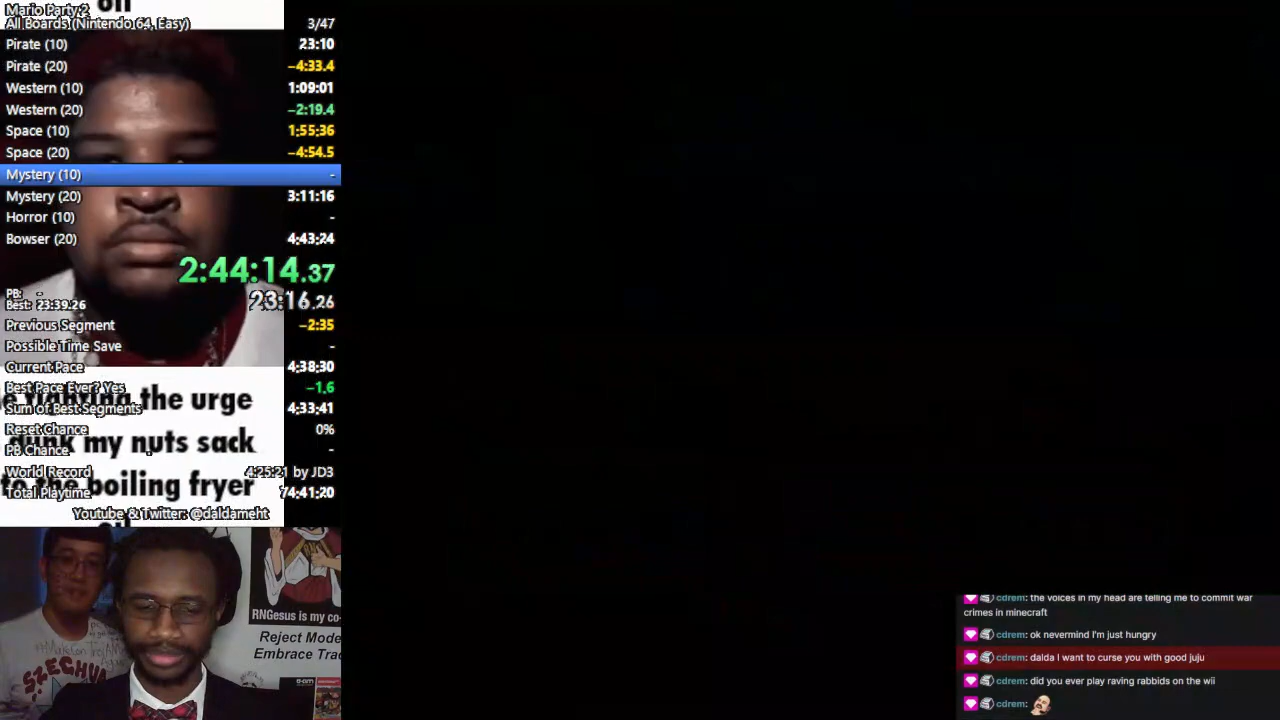 Mario Party 2
All Boards (Nintendo 64, Easy) 3/47
Pirate (10) 23:10
Pirate (20) −4:33.4
Western (10) 1:09:01
Western (20) −2:19.4
Space (10) 1:55:36
Space (20) −4:54.5
Mystery (10) -
Mystery (20) 3:11:16
Horror (10) -
Bowser (20) 4:43:24
2:44:14.37
PB: -
Best: 23:39.26 23:16.26
Previous Segment −2:35
Possible Time Save -
Current Pace 4:38:30
Best Pace Ever? Yes −1.6
Sum of Best Segments 4:33:41
Reset Chance 0%
PB Chance -
World Record 4:25:21 by JD3
Total Playtime 74:41:20
Youtube & Twitter: @daldameht
fighting the urge
dunk my nuts sack
to the boiling fryer
RNGesus is my co-
Reject Mode
Embrace Tra
SZECHUA
cdrem: the voices in my head are telling me to commit war
crimes in minecraft
cdrem: ok nevermind I'm just hungry
cdrem: dalda I want to curse you with good juju
cdrem: did you ever play raving rabbids on the wii
cdrem: